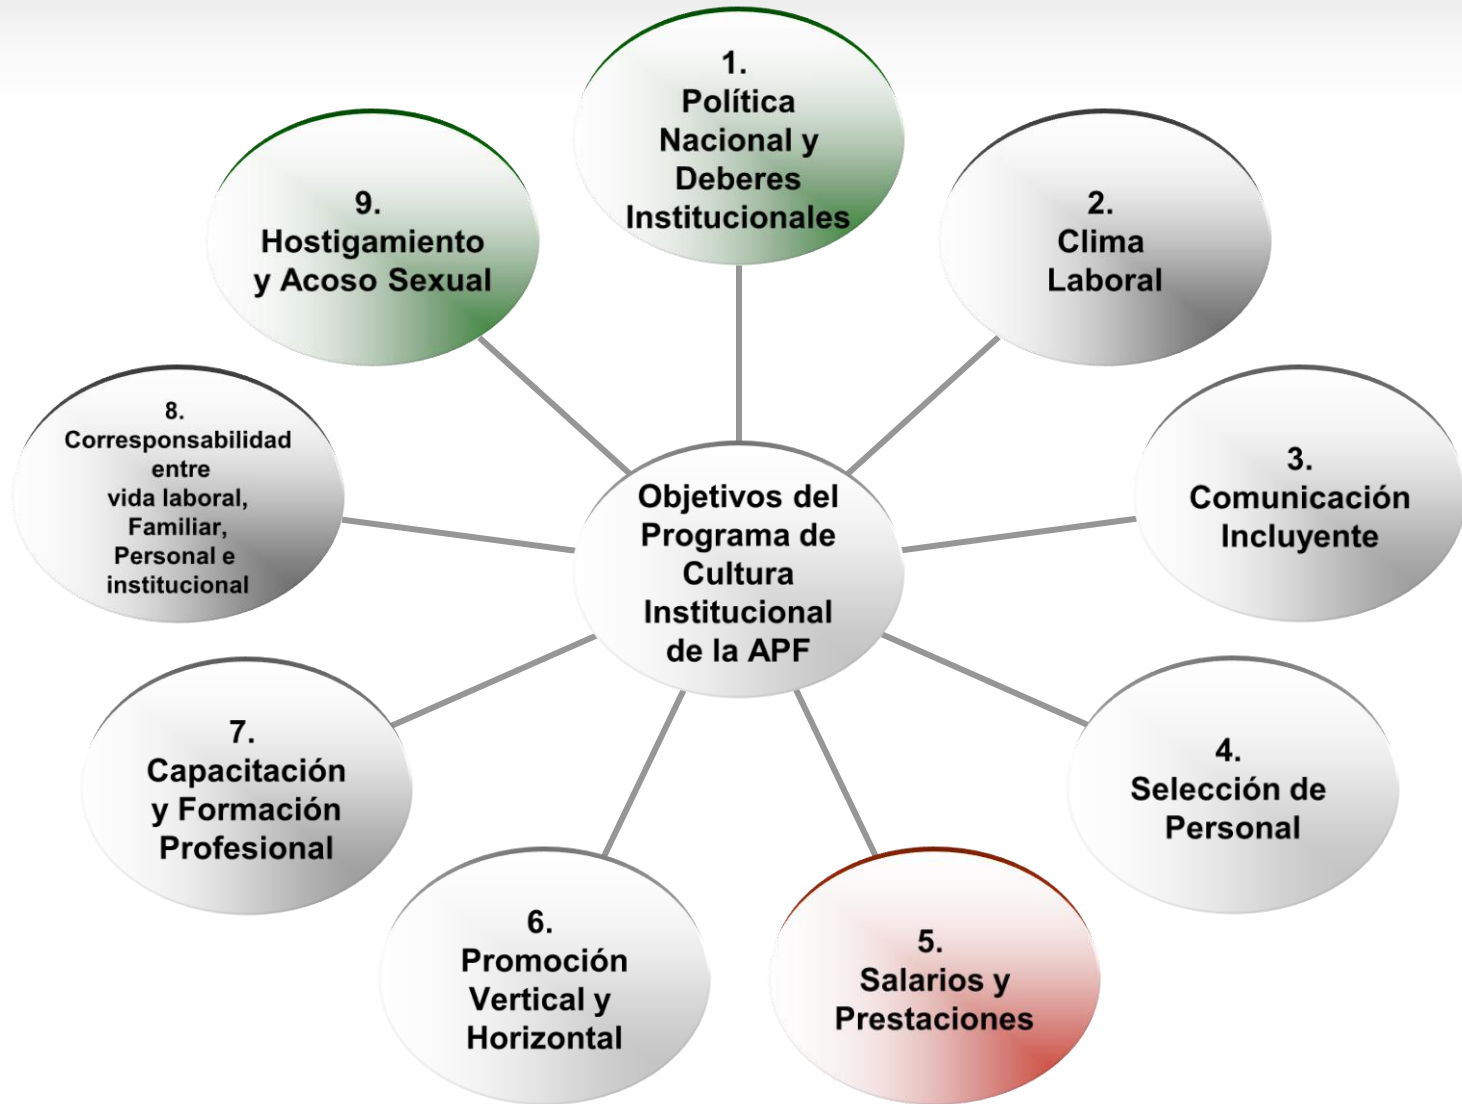 1.
Política
Nacional y
Deberes
Institucionales
2.
Clima
Laboral
3.
Comunicación
Incluyente
4.
Selección de
Personal
5.
Salarios y
Prestaciones
6.
Promoción
Vertical y
Horizontal
7.
Capacitación
y Formación
Profesional
8.
Corresponsabilidad
entre
vida laboral,
Familiar,
Personal e
institucional
9.
Hostigamiento
y Acoso Sexual
Objetivos del
Programa de
Cultura
Institucional
de la APF